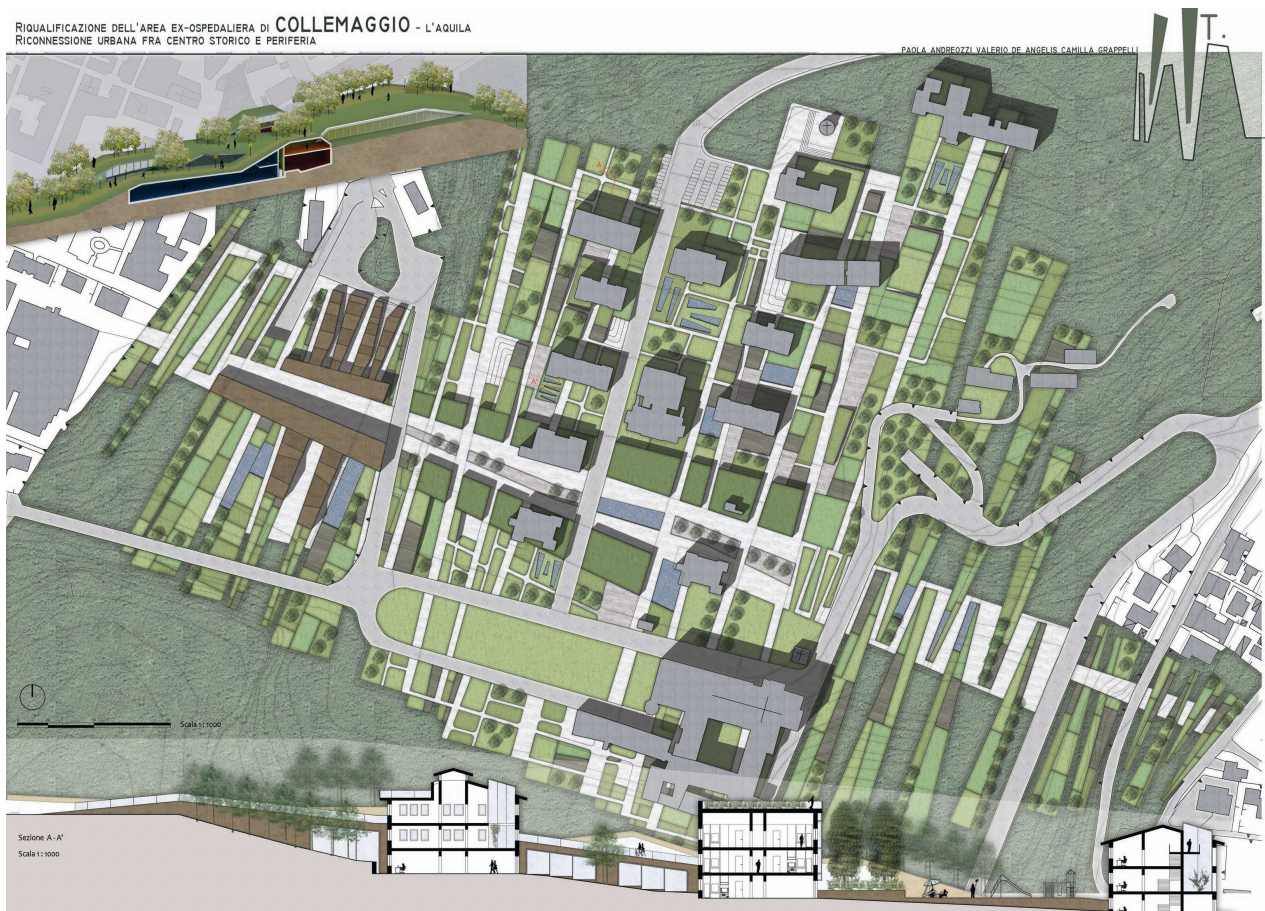 RIQUALIFICAZIONE DELL'AREA EX-OSPEDALIERA DI COLLEMAGGIO - L'AQUILA
RICONNESSIONE URBANA FRA CENTRO STORICO E PERIFERIA
PAOLA ANDREOZZI VALERIO DE ANGELIS CAMILLA GRAPPELLI
T.
A
A'
Scala 1:1000
Sezione A-A'
Scala 1:1000